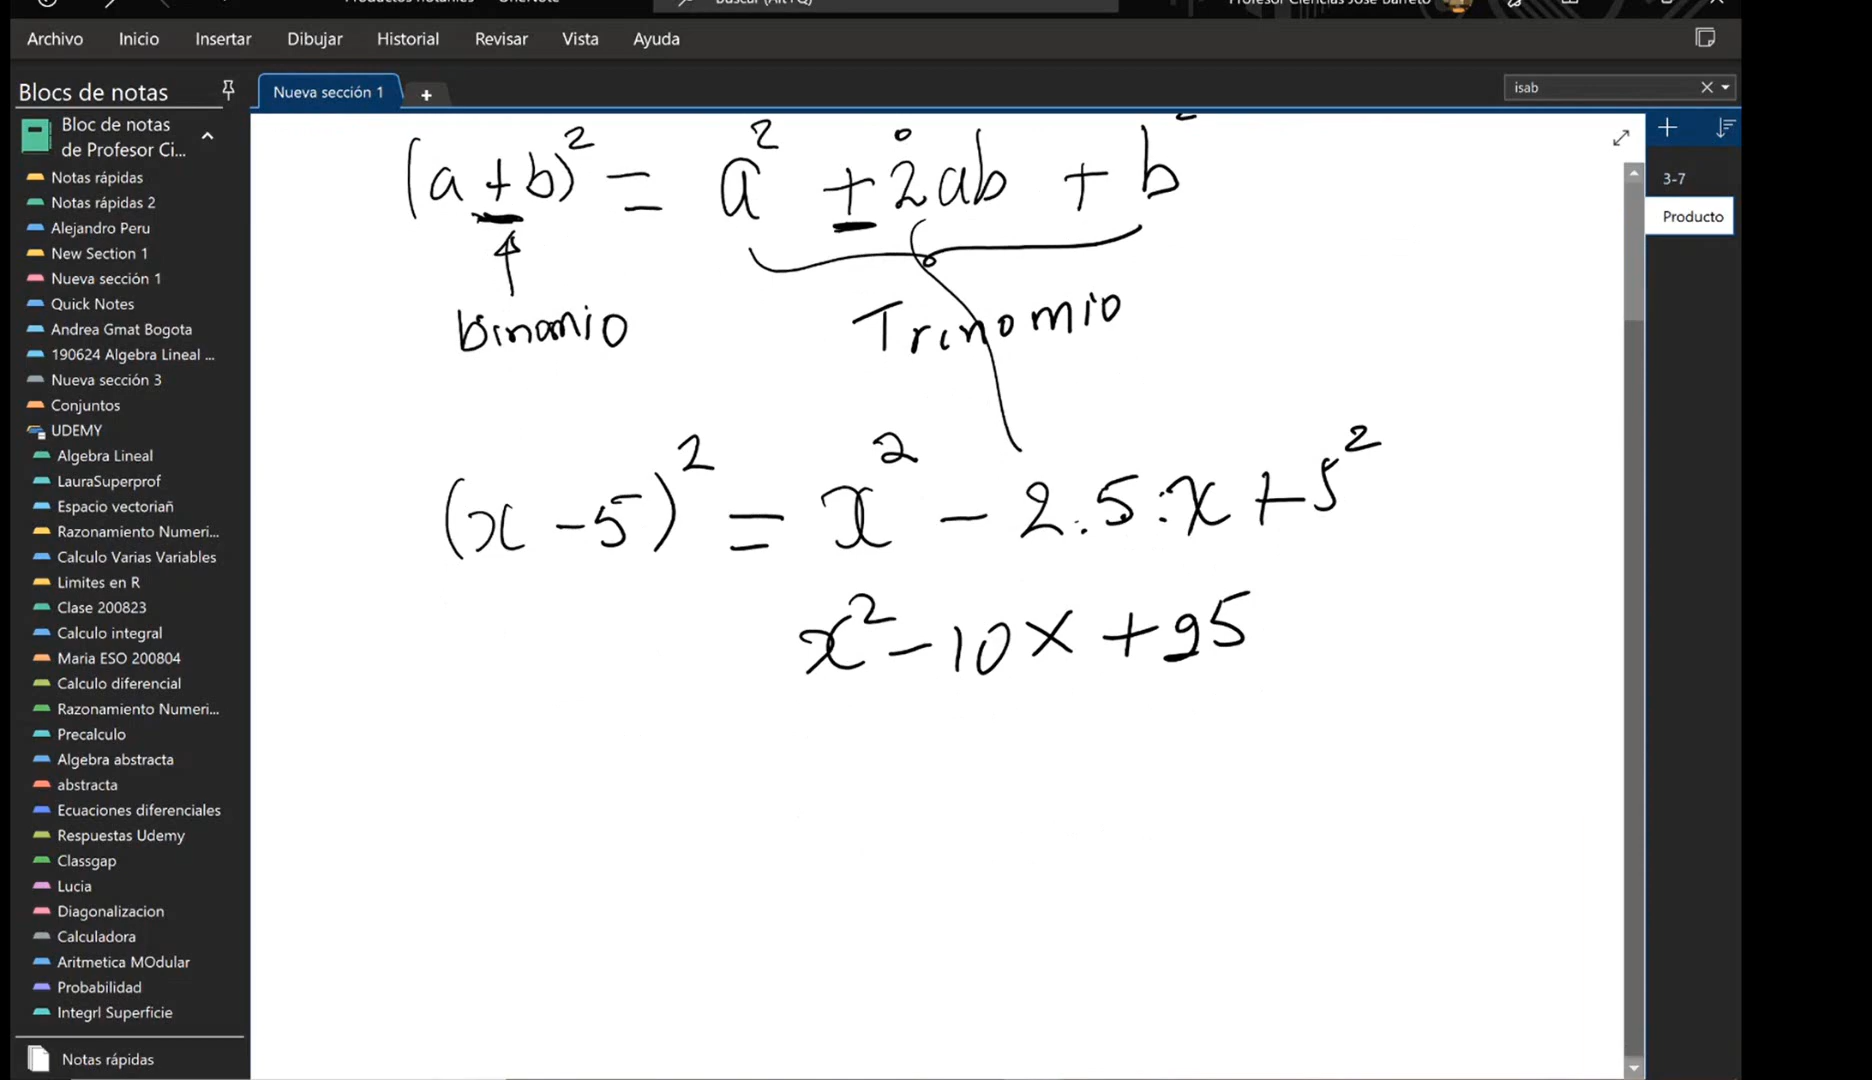 Archivo Inicio Insertar Dibujar Historial Revisar Vista Ayuda
Blocs de notas
Nueva sección 1
+
isab
Bloc de notas
de Profesor Ci...
Notas rápidas
Notas rápidas 2
Alejandro Peru
New Section 1
Nueva sección 1
Quick Notes
Andrea Gmat Bogota
190624 Algebra Lineal ...
Nueva sección 3
Conjuntos
UDEMY
Algebra Lineal
LauraSuperprof
Espacio vectoriañ
Razonamiento Numeri...
Calculo Varias Variables
Limites en R
Clase 200823
Calculo integral
Maria ESO 200804
Calculo diferencial
Razonamiento Numeri...
Precalculo
Algebra abstracta
abstracta
Ecuaciones diferenciales
Respuestas Udemy
Classgap
Lucia
Diagonalizacion
Calculadora
Aritmetica MOdular
Probabilidad
Integrl Superficie
Notas rápidas
(a + b)² = a² + 2ab + b²
binomio Trinomio
(x - 5)² = x² - 2.5.x + 5²
x² - 10x + 25
3-7
Producto